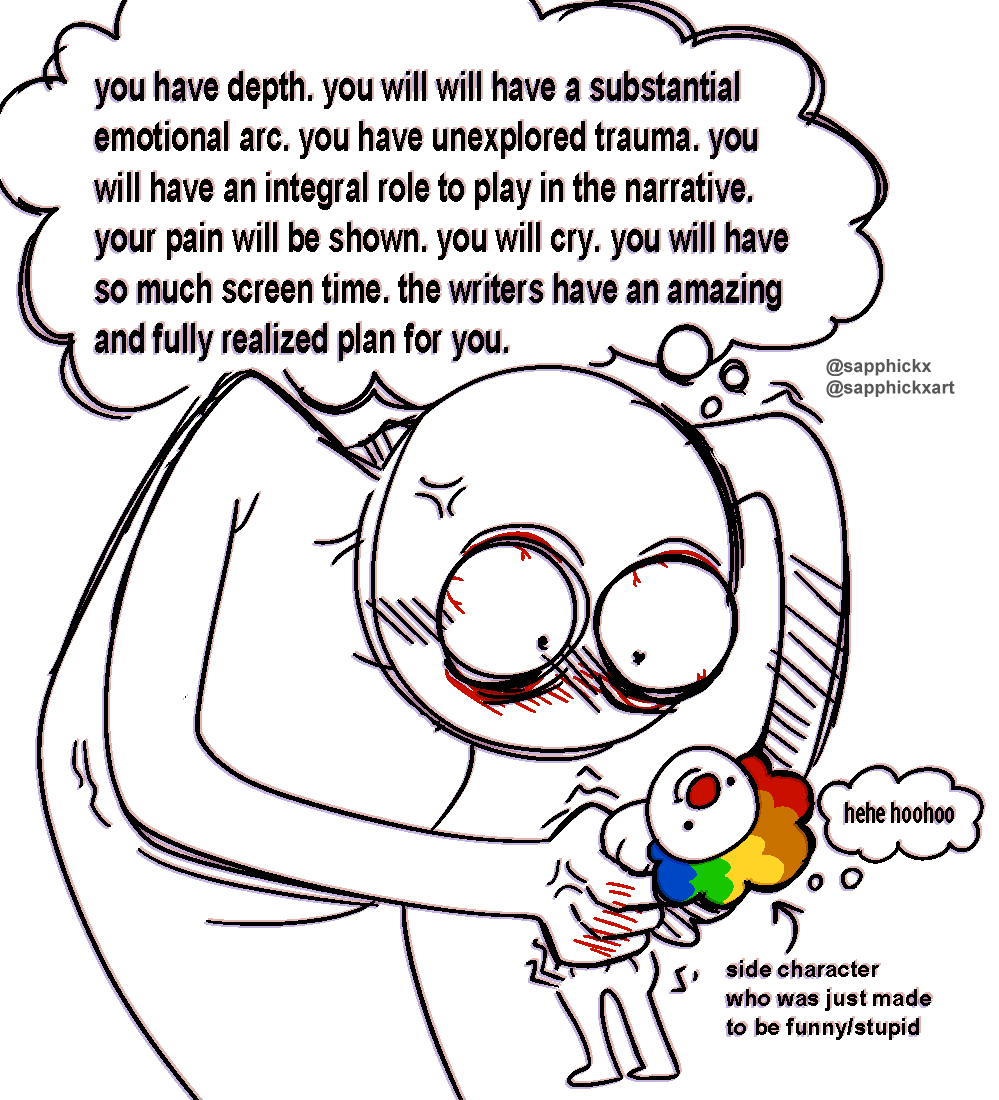 you have depth. you will will have a substantial
emotional arc. you have unexplored trauma. you
will have an integral role to play in the narrative.
your pain will be shown. you will cry. you will have
so much screen time. the writers have an amazing
and fully realized plan for you.
@sapphickx
@sapphickxart
hehe hoohoo
side character
who was just made
to be funny/stupid